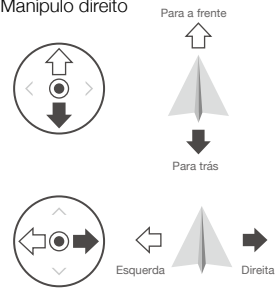 Manípulo direito
Para a frente
Para trás
Esquerda
Direita